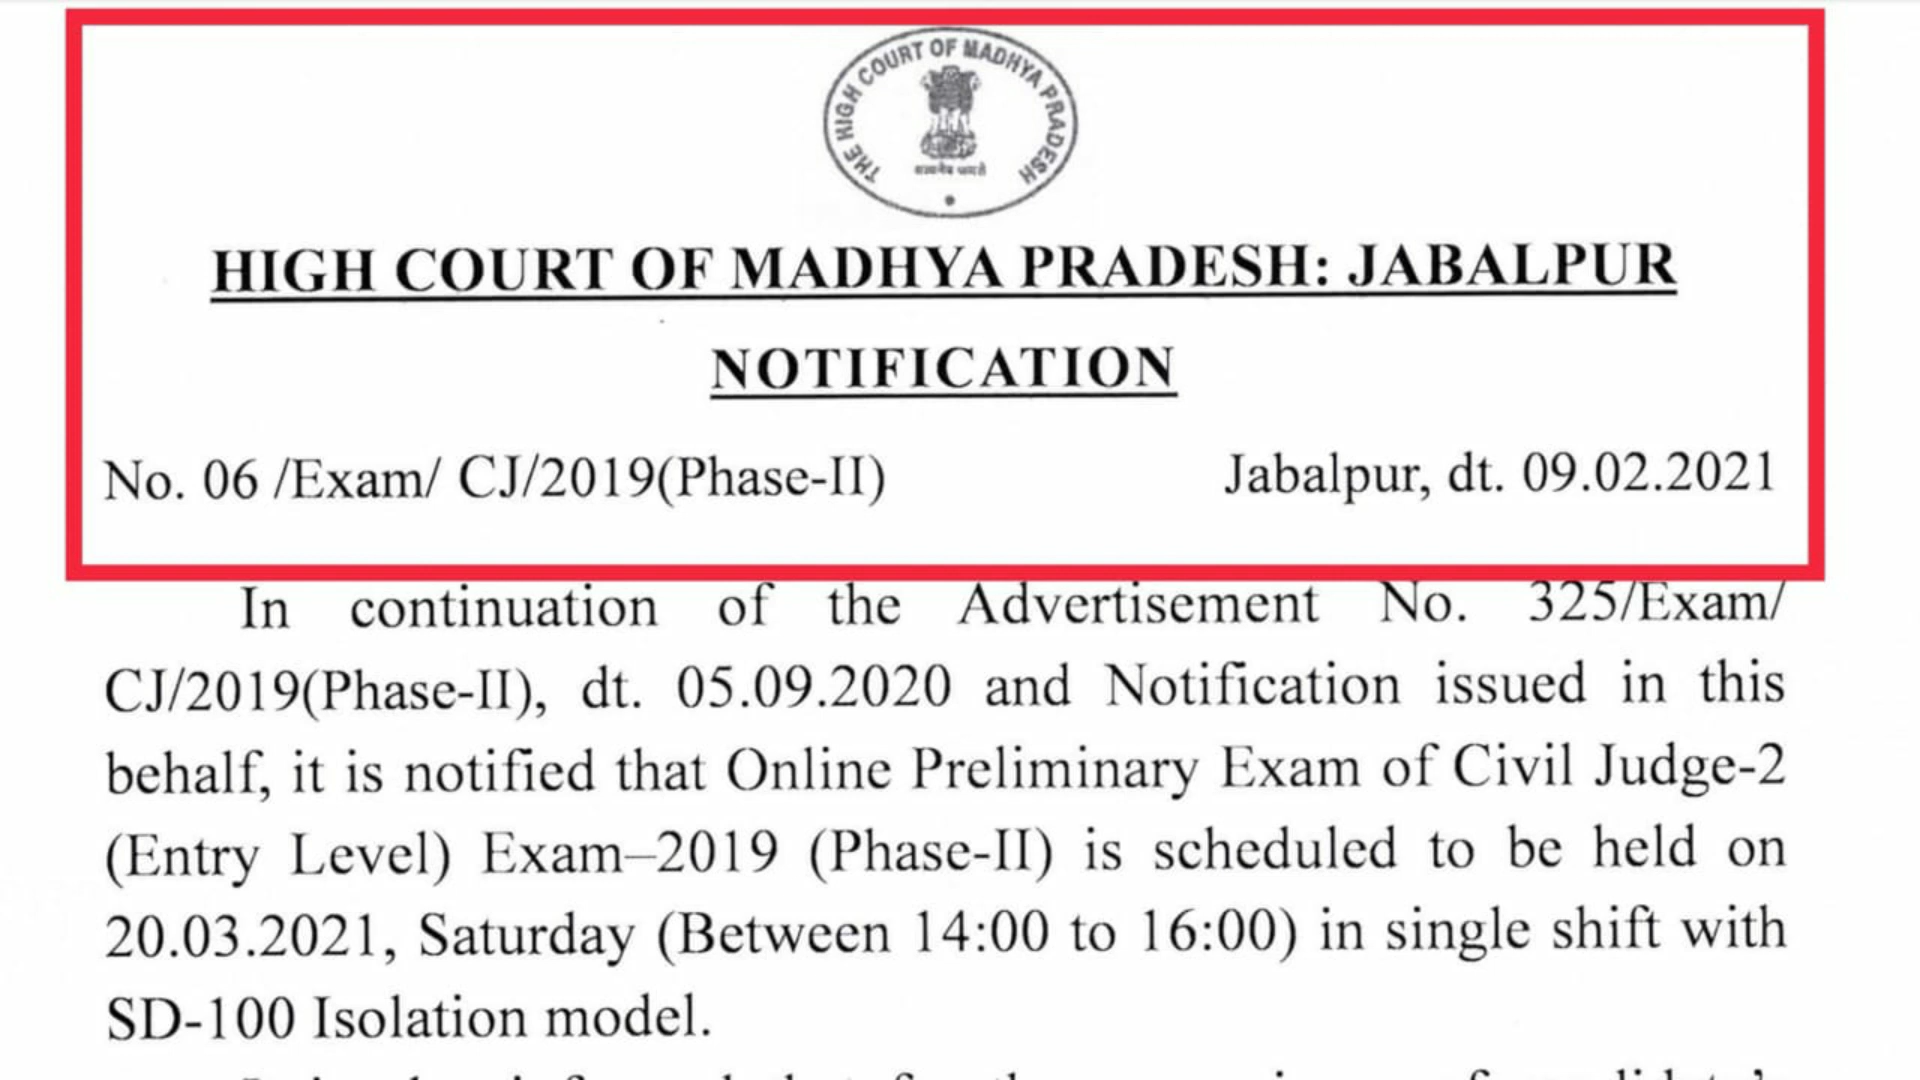 THE HIGH COURT OF MADHYA PRADESH
HIGH COURT OF MADHYA PRADESH: JABALPUR
NOTIFICATION
No. 06 /Exam/ CJ/2019(Phase-II) Jabalpur, dt. 09.02.2021
In continuation of the Advertisement No. 325/Exam/
CJ/2019(Phase-II), dt. 05.09.2020 and Notification issued in this
behalf, it is notified that Online Preliminary Exam of Civil Judge-2
(Entry Level) Exam–2019 (Phase-II) is scheduled to be held on
20.03.2021, Saturday (Between 14:00 to 16:00) in single shift with
SD-100 Isolation model.